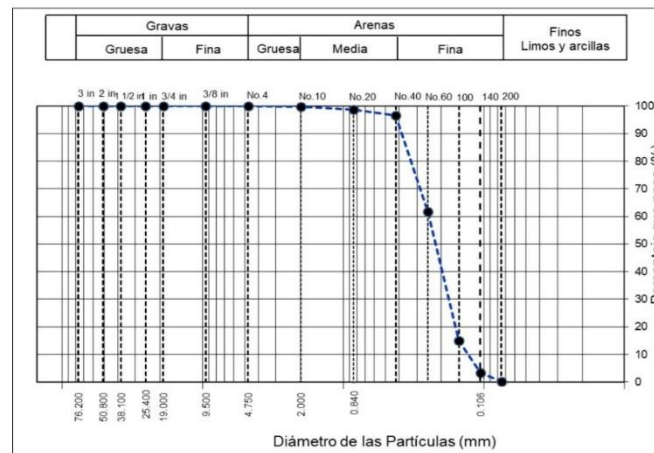 Gravas Arenas Finos
Limos y arcillas
Gruesa Fina Gruesa Media Fina
3 in 2 in 1 1/2 in 1 in 3/4 in 3/8 in No.4 No.10 No.20 No.40 No.60 100 140 200
100
90
80
70
60
50
40
30
20
10
0
76.200 50.800 38.100 25.400 19.000 9.500 4.750 2.000 0.840 0.106
Diámetro de las Partículas (mm)